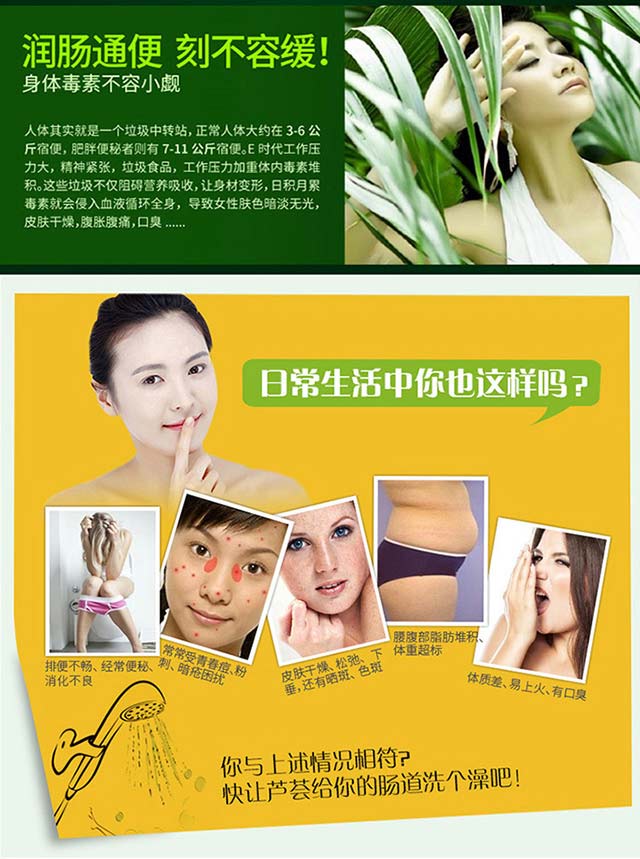 润肠通便 刻不容缓!
身体毒素不容小觑
人体其实就是一个垃圾中转站，正常人体大约在 3-6 公
斤宿便，肥胖便秘者则有 7-11 公斤宿便。E 时代工作压
力大，精神紧张，垃圾食品，工作压力加重体内毒素堆
积。这些垃圾不仅阻碍营养吸收，让身材变形，日积月累
毒素就会侵入血液循环全身，导致女性肤色暗淡无光，
皮肤干燥，腹胀腹痛，口臭 ......
日常生活中你也这样吗?
排便不畅、经常便秘、
消化不良
常常受青春痘、粉
刺、暗疮困扰
皮肤干燥、松弛、下
垂，还有晒斑、色斑
腰腹部脂肪堆积、
体重超标
体质差、易上火、有口臭
你与上述情况相符?
快让芦荟给你的肠道洗个澡吧!